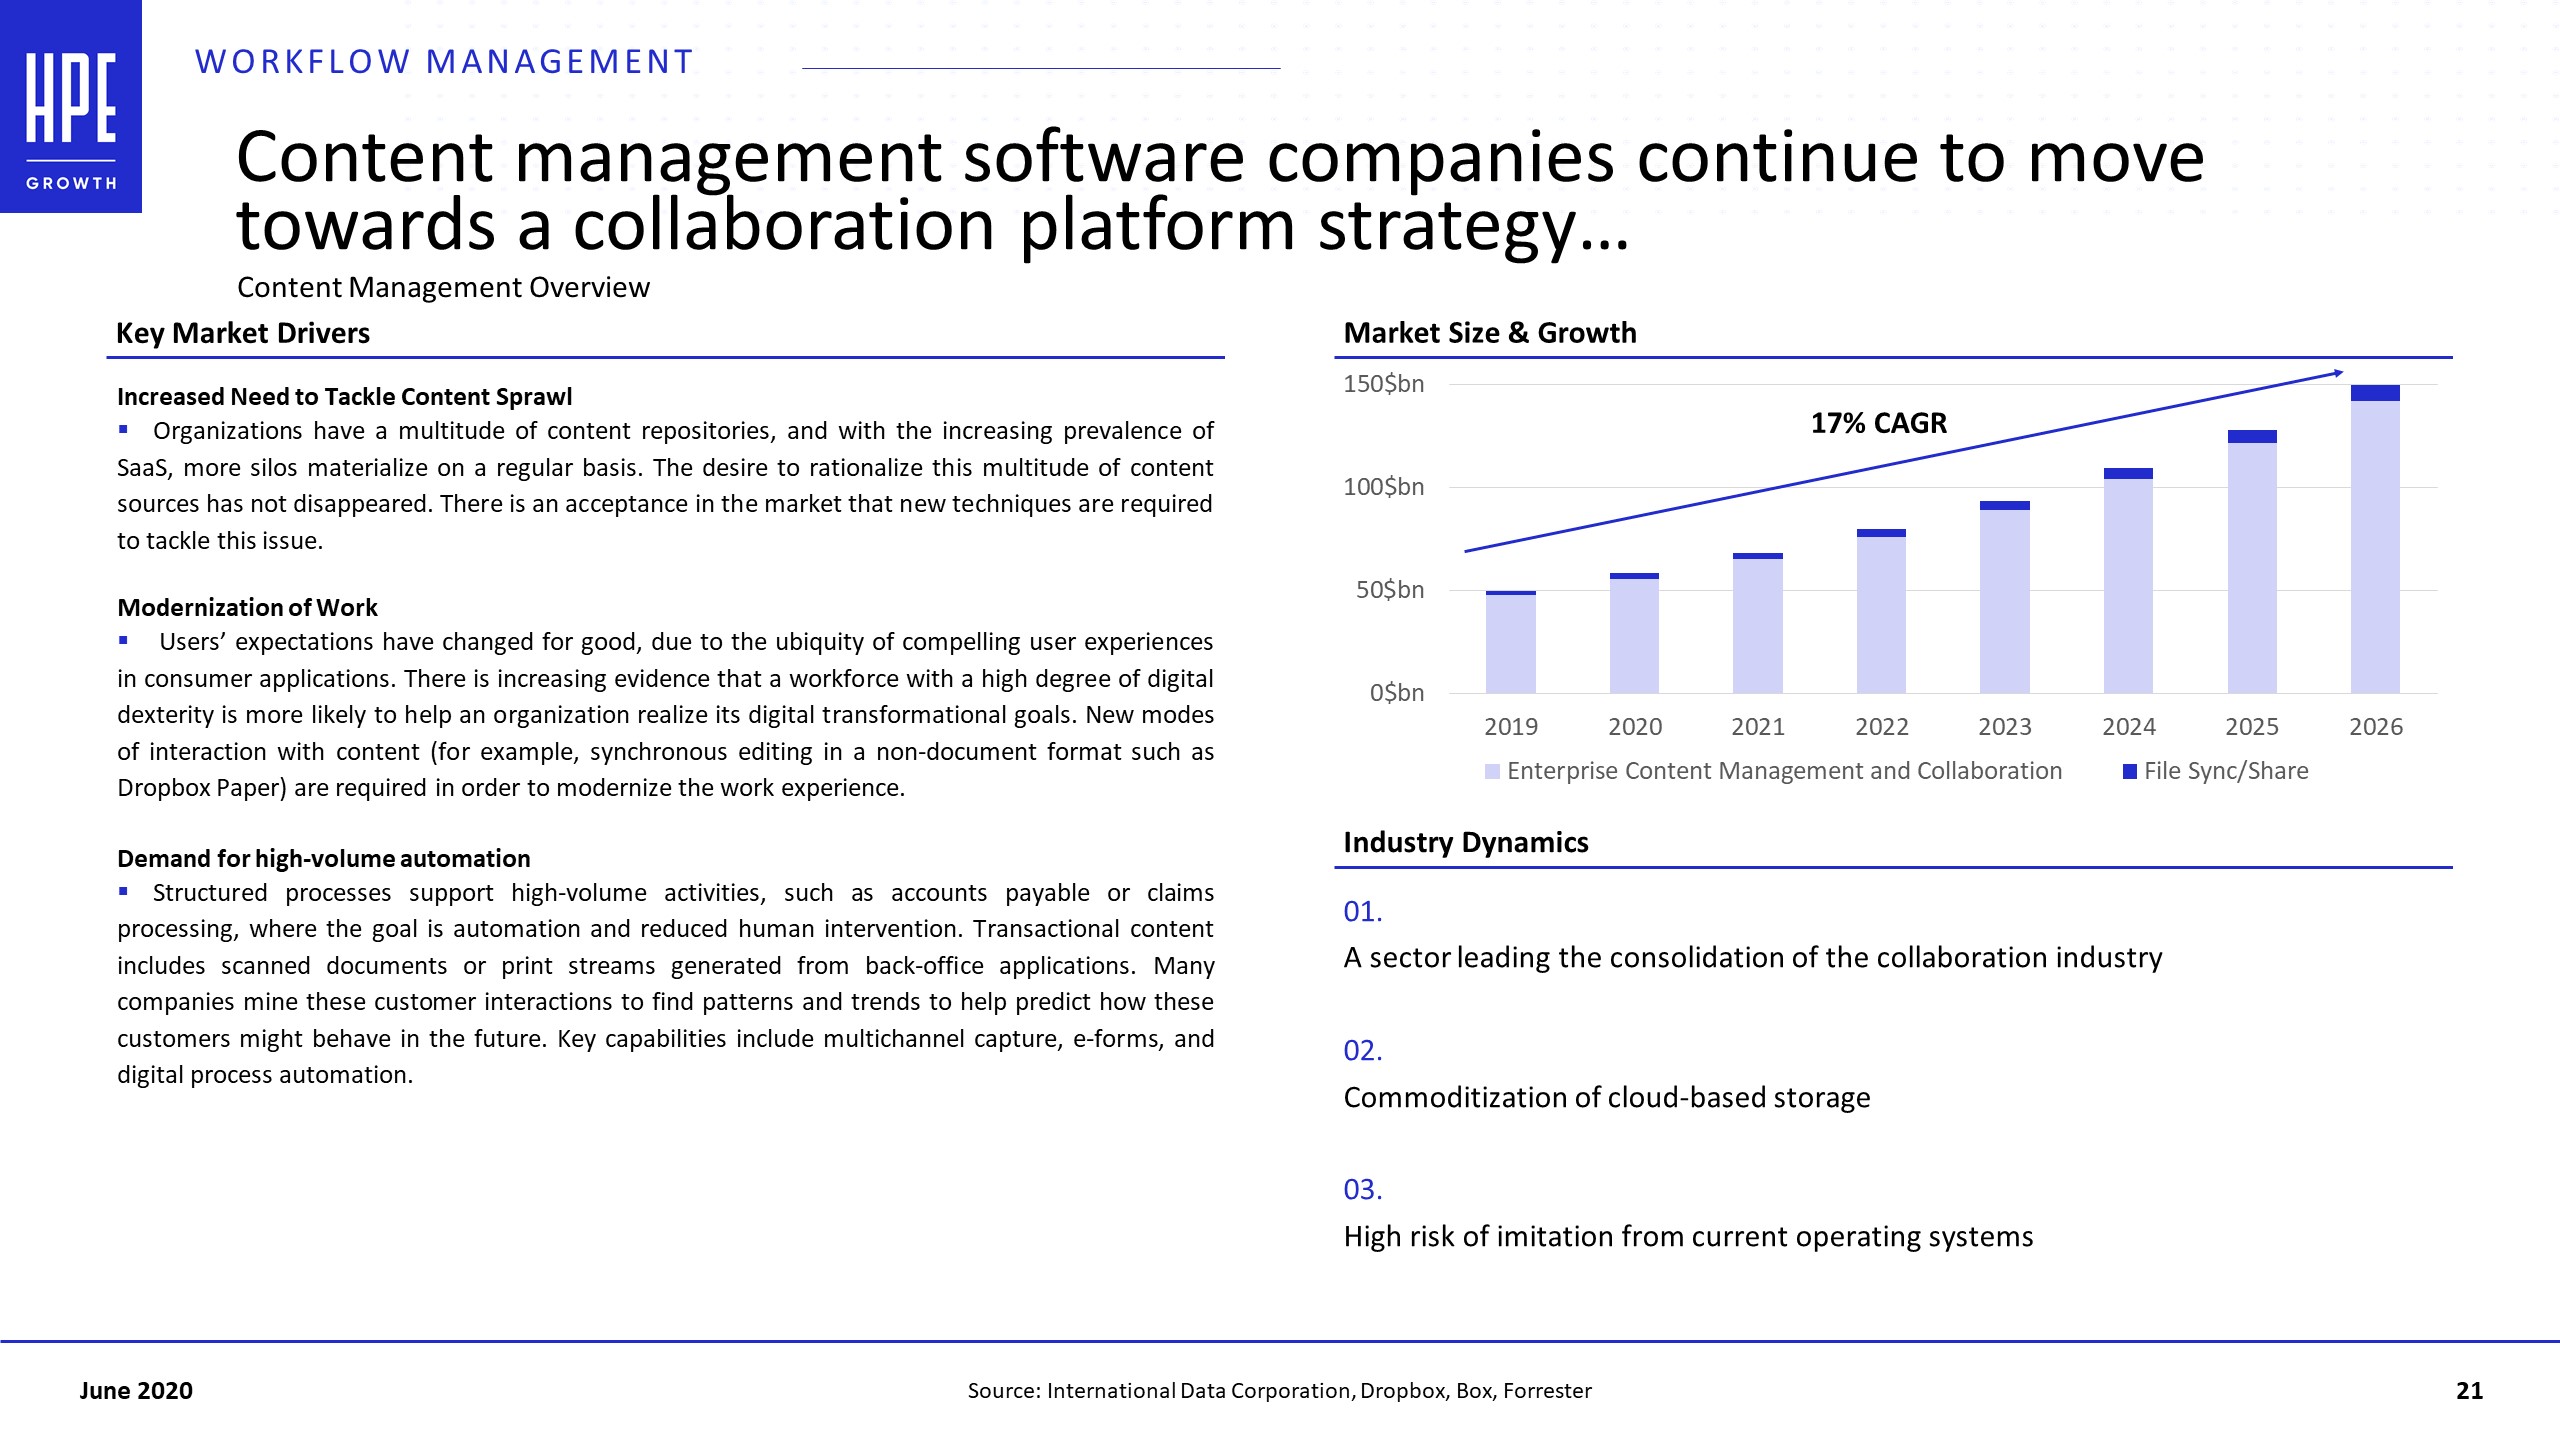 HPE
GROWTH
WORKFLOW MANAGEMENT
Content management software companies continue to move
towards a collaboration platform strategy…
Content Management Overview
Key Market Drivers
Increased Need to Tackle Content Sprawl
▪ Organizations have a multitude of content repositories, and with the increasing prevalence of
SaaS, more silos materialize on a regular basis. The desire to rationalize this multitude of content
sources has not disappeared. There is an acceptance in the market that new techniques are required
to tackle this issue.
Modernization of Work
▪ Users’ expectations have changed for good, due to the ubiquity of compelling user experiences
in consumer applications. There is increasing evidence that a workforce with a high degree of digital
dexterity is more likely to help an organization realize its digital transformational goals. New modes
of interaction with content (for example, synchronous editing in a non-document format such as
Dropbox Paper) are required in order to modernize the work experience.
Demand for high-volume automation
▪ Structured processes support high-volume activities, such as accounts payable or claims
processing, where the goal is automation and reduced human intervention. Transactional content
includes scanned documents or print streams generated from back-office applications. Many
companies mine these customer interactions to find patterns and trends to help predict how these
customers might behave in the future. Key capabilities include multichannel capture, e-forms, and
digital process automation.
Market Size & Growth
150$bn
100$bn
50$bn
0$bn
17% CAGR
2019 2020 2021 2022 2023 2024 2025 2026
Enterprise Content Management and Collaboration File Sync/Share
Industry Dynamics
01.
A sector leading the consolidation of the collaboration industry
02.
Commoditization of cloud-based storage
03.
High risk of imitation from current operating systems
June 2020
Source: International Data Corporation, Dropbox, Box, Forrester
21